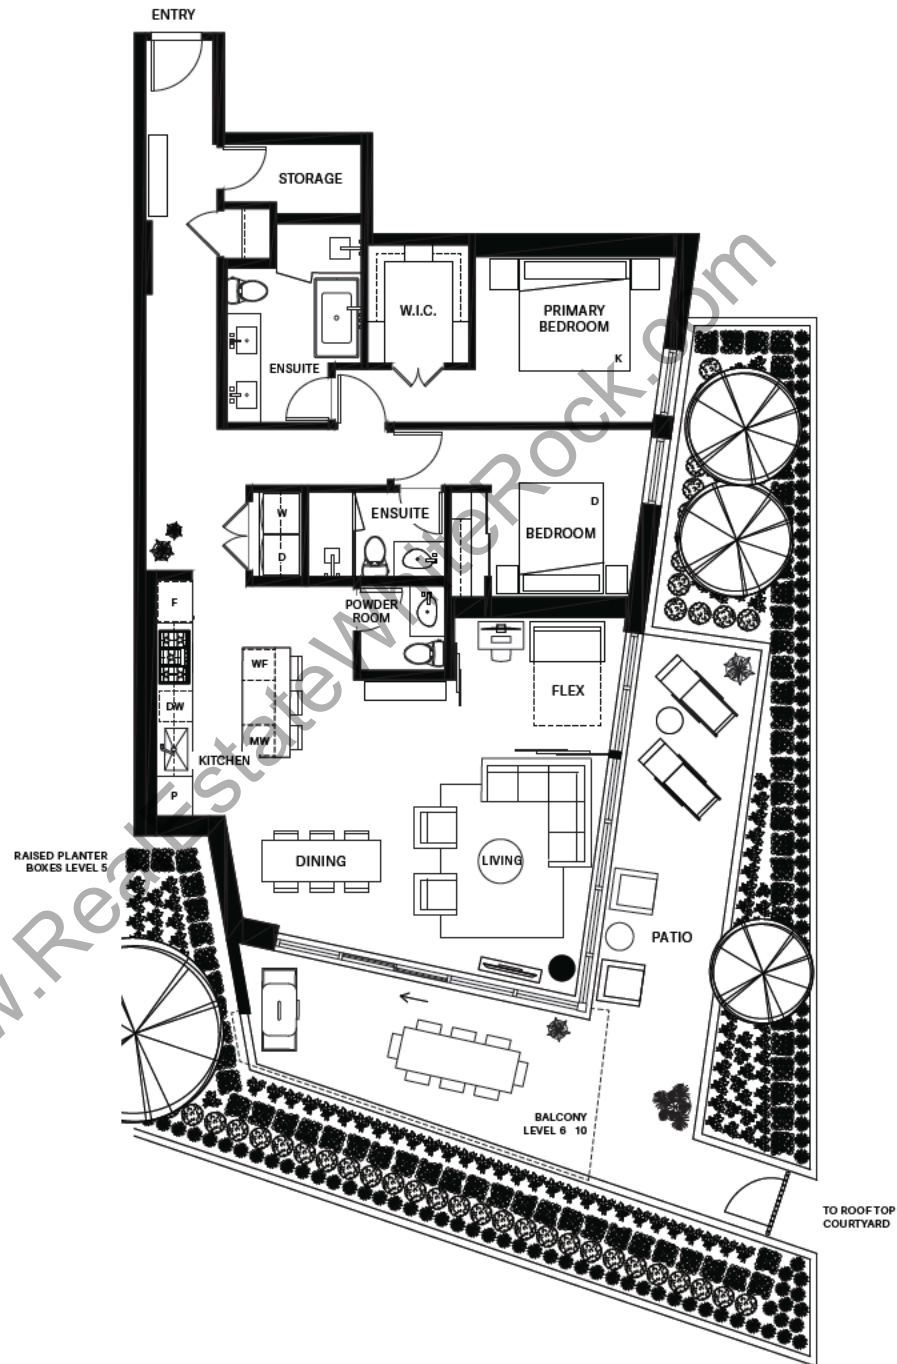 ENTRY
STORAGE
W.I.C.
PRIMARY
BEDROOM
K
ENSUITE
D
W
ENSUITE
BEDROOM
D
F
POWDER
ROOM
WF
FLEX
DW
MW
KITCHEN
P
RAISED PLANTER
BOXES LEVEL 5
DINING
LIVING
PATIO
BALCONY
LEVEL 6 10
TO ROOF TOP
COURTYARD
w.RealEstateWhiteRock.com